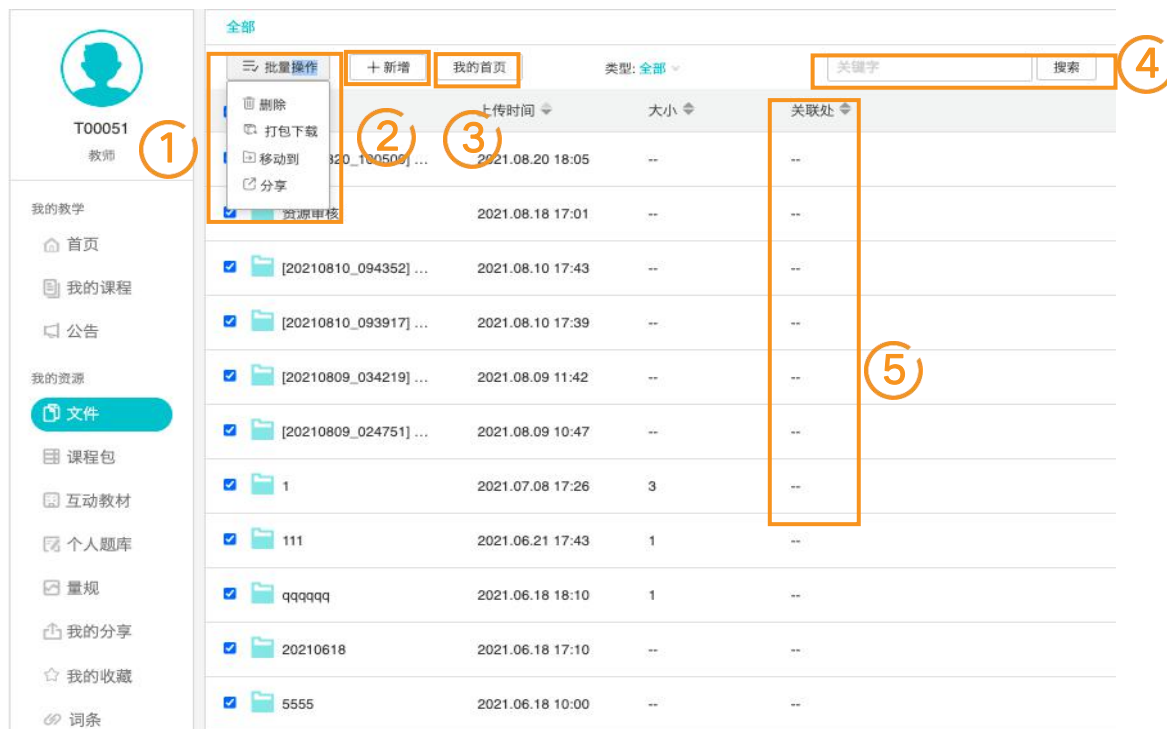 全部
批量操作 新增 我的首页 类型: 全部 关键字 搜索 ④
删除
打包下载
移动到
分享
上传时间 大小 关联处
T00051
教师
① ② ③
320_100509] ... 2021.08.20 18:05 -- --
资源审核 2021.08.18 17:01 -- --
[20210810_094352] ... 2021.08.10 17:43 -- --
[20210810_093917] ... 2021.08.10 17:39 -- --
[20210809_034219] ... 2021.08.09 11:42 -- --
⑤
[20210809_024751] ... 2021.08.09 10:47 -- --
1 2021.07.08 17:26 3 --
111 2021.06.21 17:43 1 --
qqqqqq 2021.06.18 18:10 1 --
20210618 2021.06.18 17:10 -- --
5555 2021.06.18 10:00 -- --
我的教学
首页
我的课程
公告
我的资源
文件
课程包
互动教材
个人题库
量规
我的分享
我的收藏
词条